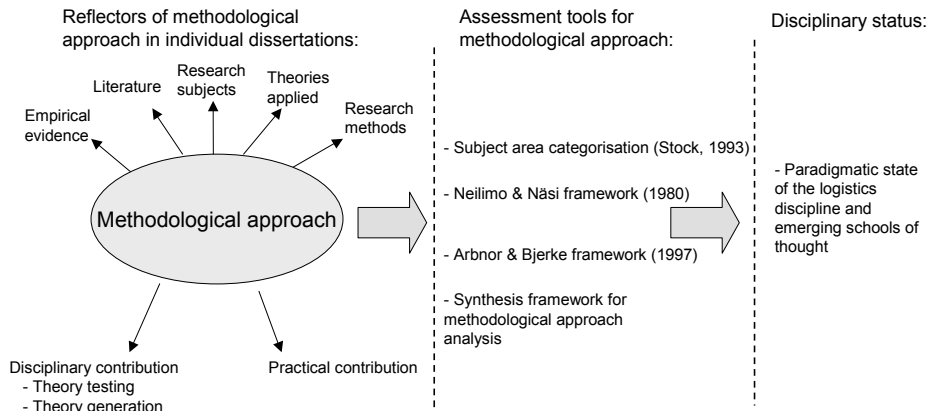 Reflectors of methodological
approach in individual dissertations:
Assessment tools for
methodological approach:
Disciplinary status:
Empirical
evidence
Literature
Research
subjects
Theories
applied
Research
methods
Methodological approach
Disciplinary contribution
- Theory testing
- Theory generation
Practical contribution
- Subject area categorisation (Stock, 1993)
- Neilimo & Näsi framework (1980)
- Arbnor & Bjerke framework (1997)
- Synthesis framework for
methodological approach
analysis
- Paradigmatic state
of the logistics
discipline and
emerging schools of
thought